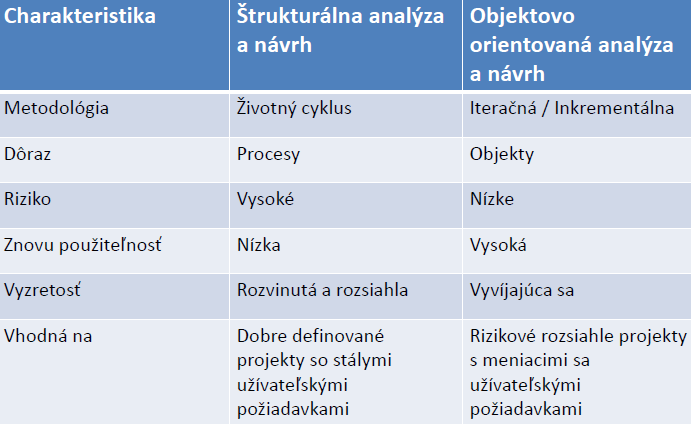 Charakteristika
Štrukturálna analýza
a návrh
Objektovo
orientovaná analýza
a návrh
Metodológia
Životný cyklus
Iteračná / Inkrementálna
Dôraz
Procesy
Objekty
Riziko
Vysoké
Nízke
Znovu použiteľnosť
Nízka
Vysoká
Vyzretosť
Rozvinutá a rozsiahla
Vyvíjajúca sa
Vhodná na
Dobre definované
projekty so stálymi
užívateľskými
požiadavkami
Rizikové rozsiahle projekty
s meniacimi sa
užívateľskými
požiadavkami